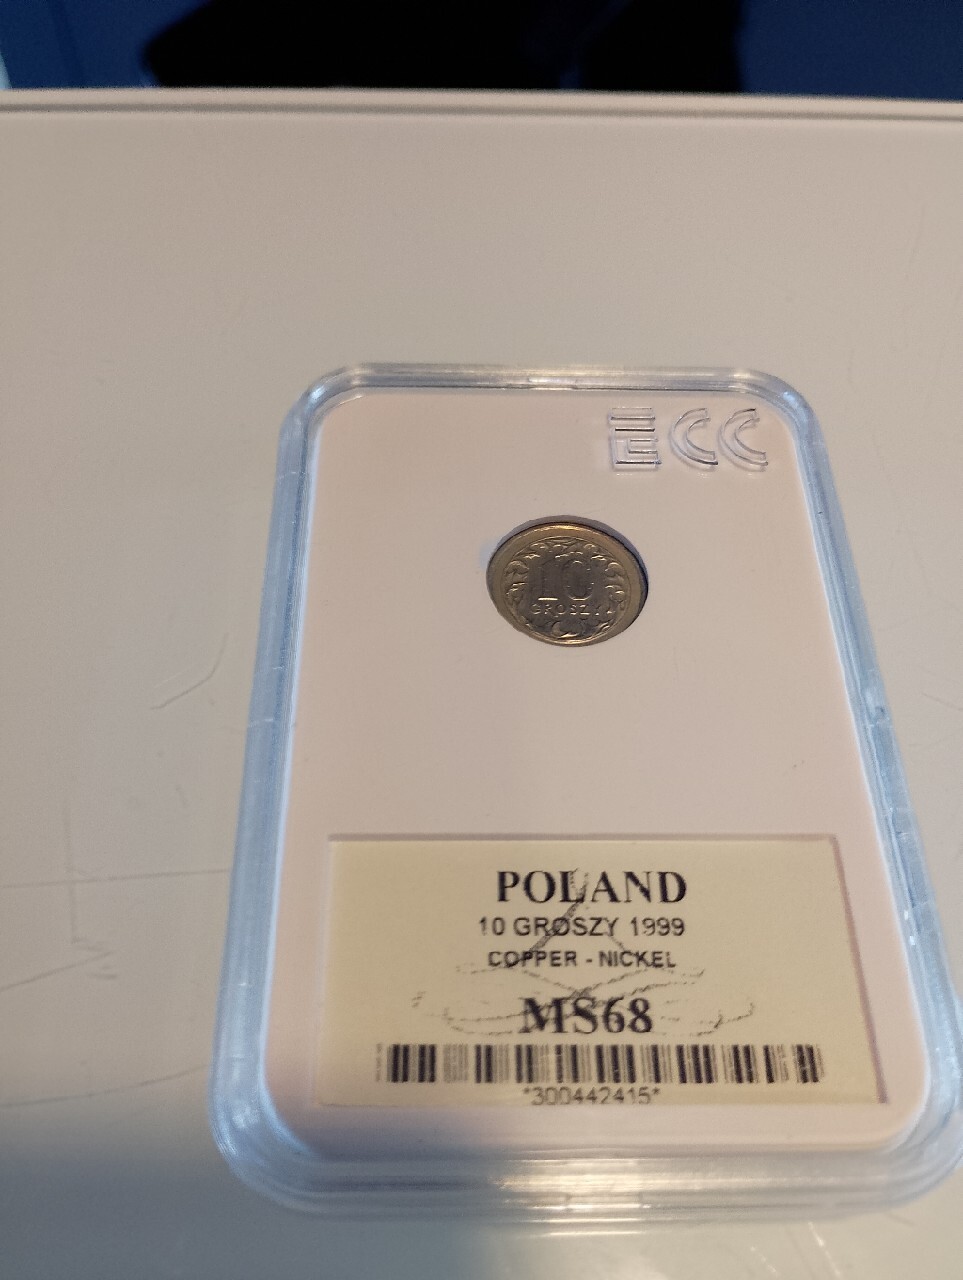 ECC
10
GROSZY
POLAND
10 GROSZY 1999
COPPER - NICKEL
MS68
*300442415*